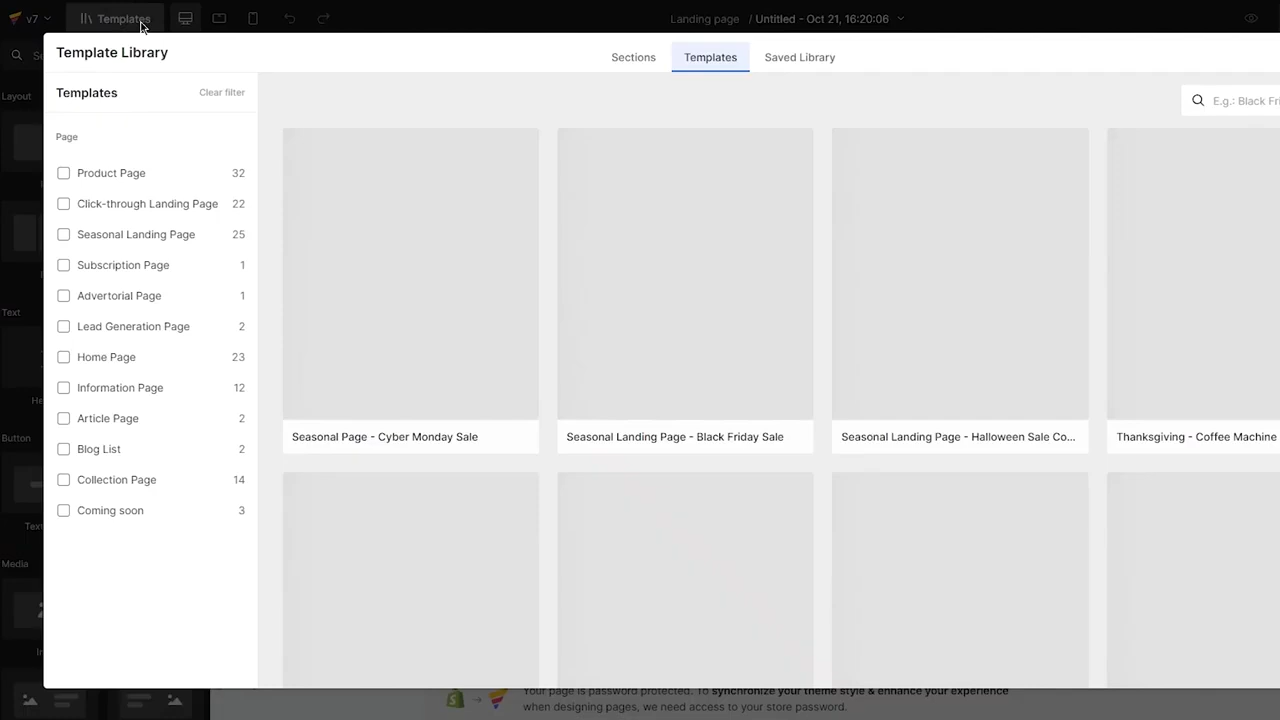 v7
Templates
Landing page / Untitled - Oct 21, 16:20:06
Template Library
Sections
Templates
Saved Library
Templates
Clear filter
E.g.: Black Fri
Page
Product Page 32
Click-through Landing Page 22
Seasonal Landing Page 25
Subscription Page 1
Advertorial Page 1
Lead Generation Page 2
Home Page 23
Information Page 12
Article Page 2
Blog List 2
Collection Page 14
Coming soon 3
Seasonal Page - Cyber Monday Sale
Seasonal Landing Page - Black Friday Sale
Seasonal Landing Page - Halloween Sale Co...
Thanksgiving - Coffee Machine
Layout
Text
Button
Media
Your page is password protected. To synchronize your theme style & enhance your experience
when designing pages, we need access to your store password.